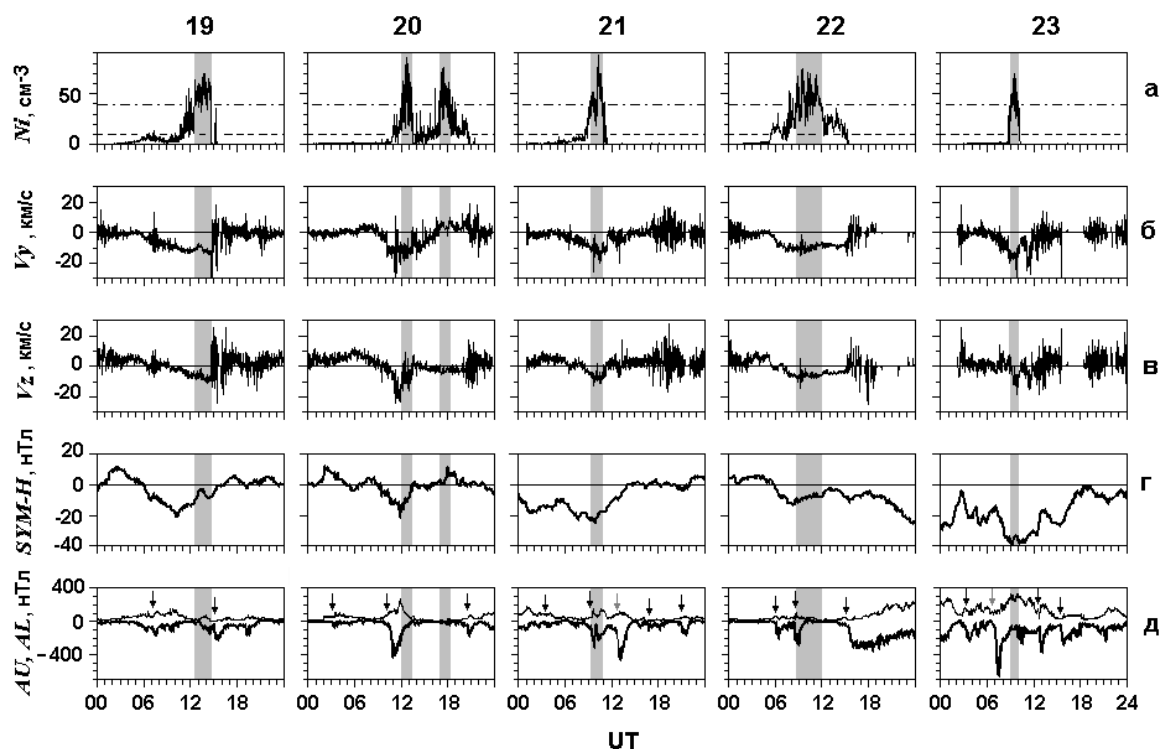 19 20 21 22 23
Ni, см-3 50 0 а
Vy, км/с 20 0 -20 б
Vz, км/с 20 0 -20 в
SYM-H, нТл 20 0 -20 -40 г
AU, AL, нТл 400 0 -400 д
00 06 12 18 00 06 12 18 00 06 12 18 00 06 12 18 00 06 12 18 24
UT